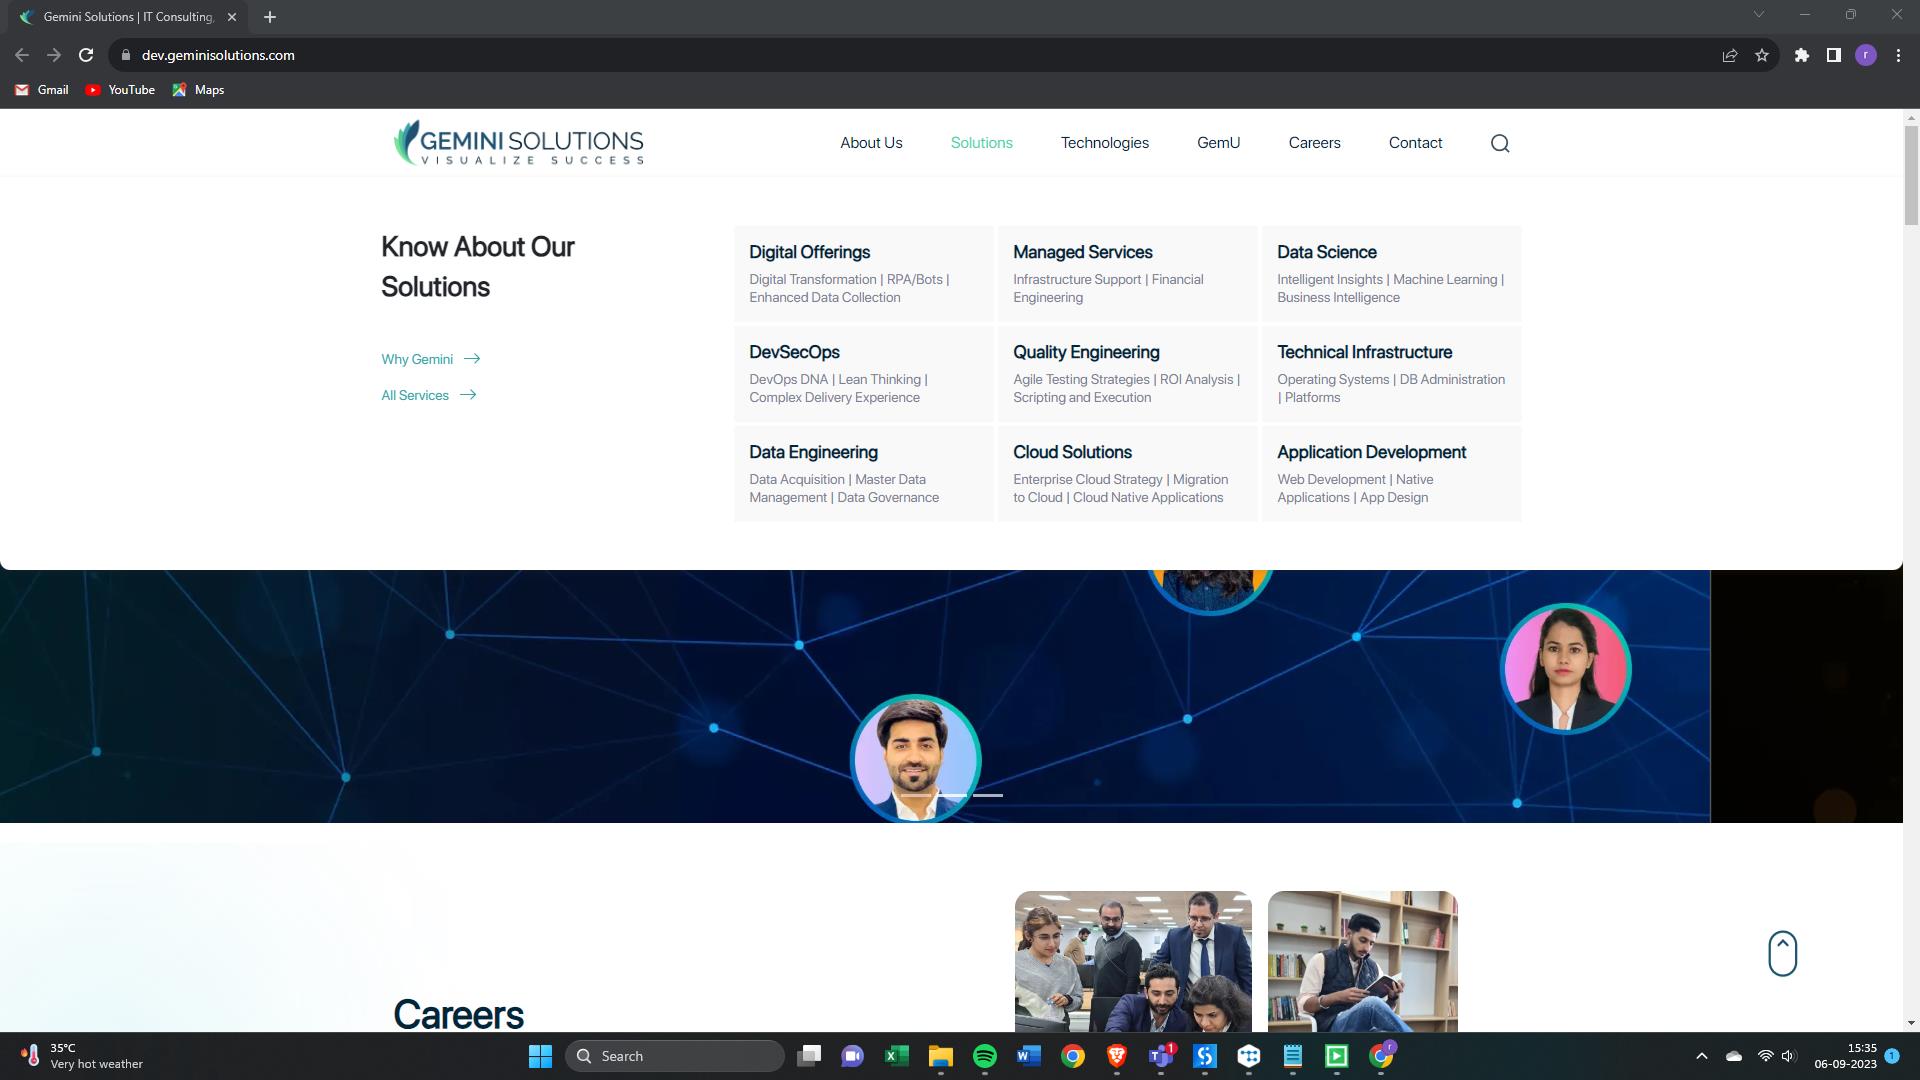 Gemini Solutions | IT Consulting,
dev.geminisolutions.com
r
Gmail
YouTube
Maps
GEMINI SOLUTIONS
VISUALIZE SUCCESS
About Us
Solutions
Technologies
GemU
Careers
Contact
Know About Our
Solutions
Why Gemini
All Services
Digital Offerings
Digital Transformation | RPA/Bots |
Enhanced Data Collection
Managed Services
Infrastructure Support | Financial
Engineering
Data Science
Intelligent Insights | Machine Learning |
Business Intelligence
DevSecOps
DevOps DNA | Lean Thinking |
Complex Delivery Experience
Quality Engineering
Agile Testing Strategies | ROI Analysis |
Scripting and Execution
Technical Infrastructure
Operating Systems | DB Administration
| Platforms
Data Engineering
Data Acquisition | Master Data
Management | Data Governance
Cloud Solutions
Enterprise Cloud Strategy | Migration
to Cloud | Cloud Native Applications
Application Development
Web Development | Native
Applications | App Design
Careers
35°C
Very hot weather
Search
1
r
15:35
06-09-2023
1